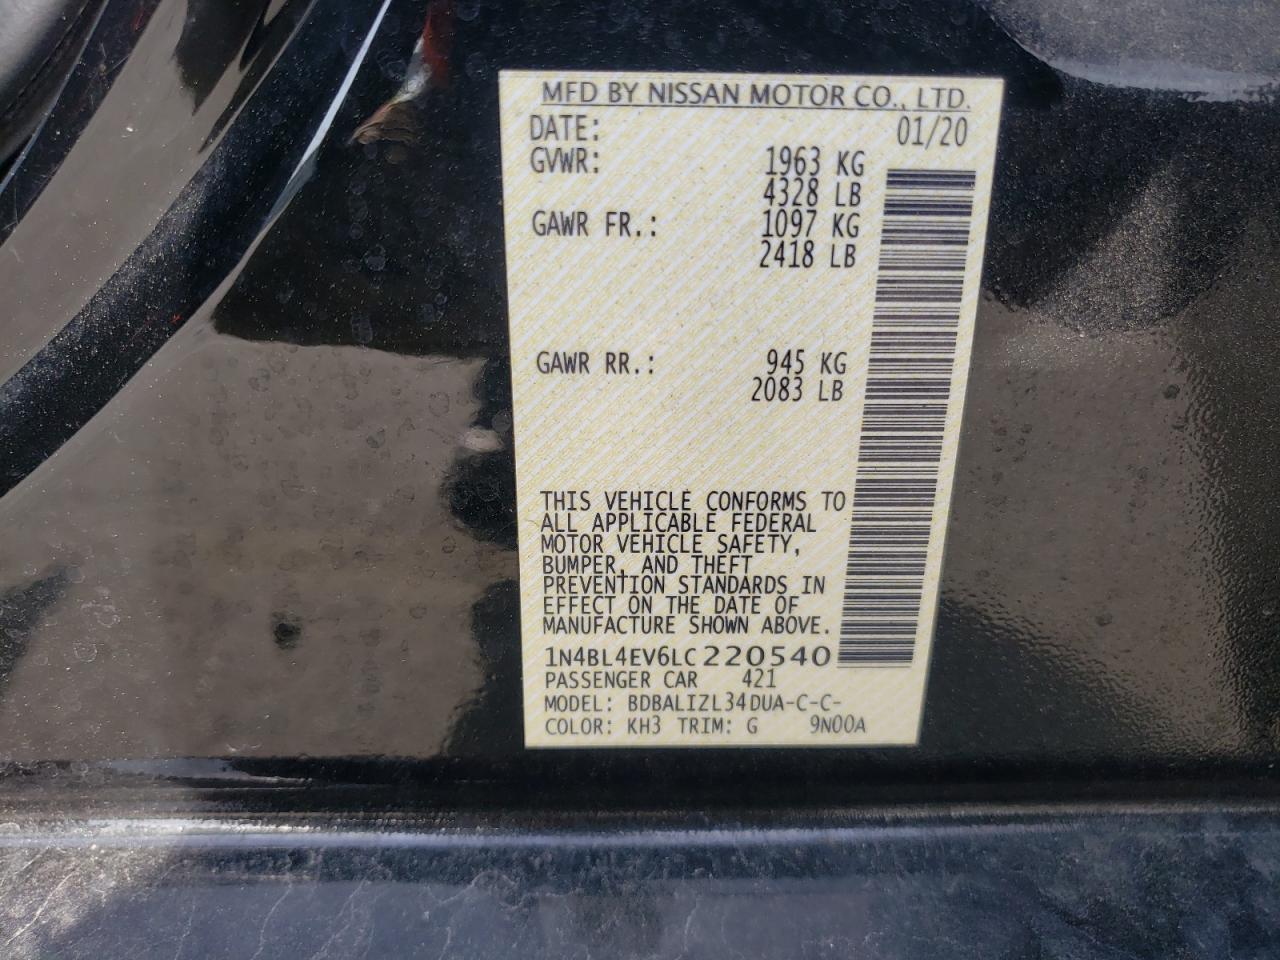 MFD BY NISSAN MOTOR CO., LTD.
DATE: 01/20
GVWR: 1963 KG
4328 LB
GAWR FR.: 1097 KG
2418 LB
GAWR RR.: 945 KG
2083 LB
THIS VEHICLE CONFORMS TO
ALL APPLICABLE FEDERAL
MOTOR VEHICLE SAFETY,
BUMPER, AND THEFT
PREVENTION STANDARDS IN
EFFECT ON THE DATE OF
MANUFACTURE SHOWN ABOVE.
1N4BL4EV6LC220540
PASSENGER CAR 421
MODEL: BDBALIZL34DUA-C-C-
COLOR: KH3 TRIM: G 9N00A